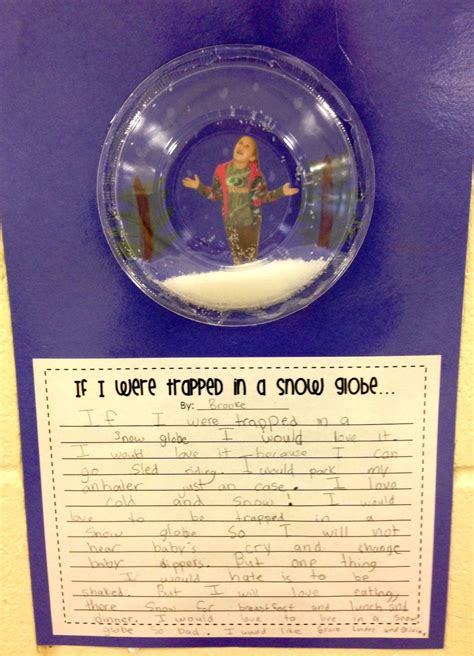 If I were trapped in a snow globe...
By: Brooke
If I were trapped in a
Snow globe I would love it.
I would love it because I can
go Sled riding. I would pack my
anhaler just an case. I love
cold and snow! I would
love to be trapped in a
Snow globe So I will not
hear baby's cry and change
baby dippers. But one thing
I would hate is to be
shaked. But I will love eating,
there Snow for breakfast and lunch and
dinner. I would love to live in a snow
globe so bad. I would like Grace and